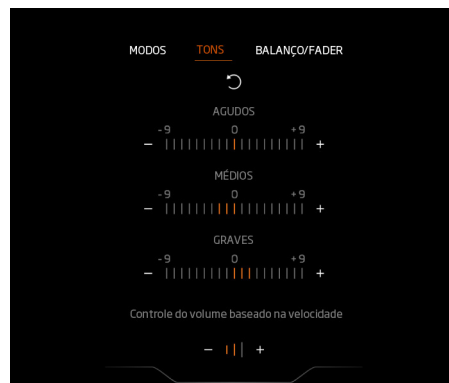 MODOS TONS BALANÇO/FADER
AGUDOS
-9 0 +9
− +
MÉDIOS
-9 0 +9
− +
GRAVES
-9 0 +9
− +
Controle do volume baseado na velocidade
− +